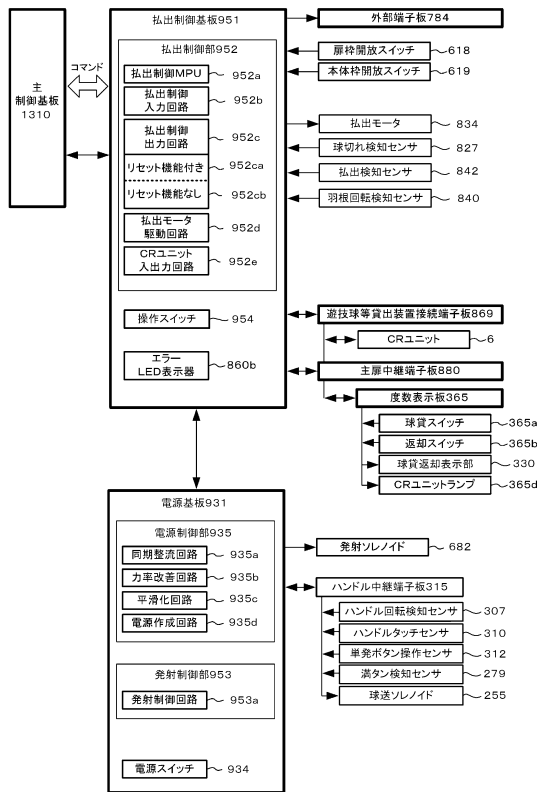 払出制御基板951
外部端子板784
払出制御部952
扉枠開放スイッチ 618
本体枠開放スイッチ 619
コマンド
主
制御基板
1310
払出制御MPU 952a
払出制御
入力回路 952b
払出制御
出力回路 952c
リセット機能付き 952ca
リセット機能なし 952cb
払出モータ
駆動回路 952d
CRユニット
入出力回路 952e
払出モータ 834
球切れ検知センサ 827
払出検知センサ 842
羽根回転検知センサ 840
操作スイッチ 954
エラー
LED表示器 860b
遊技球等貸出装置接続端子板869
CRユニット 6
主扉中継端子板880
度数表示板365
球貸スイッチ 365a
返却スイッチ 365b
球貸返却表示部 330
CRユニットランプ 365d
電源基板931
電源制御部935
同期整流回路 935a
力率改善回路 935b
平滑化回路 935c
電源作成回路 935d
発射制御部953
発射制御回路 953a
電源スイッチ 934
発射ソレノイド 682
ハンドル中継端子板315
ハンドル回転検知センサ 307
ハンドルタッチセンサ 310
単発ボタン操作センサ 312
満タン検知センサ 279
球送ソレノイド 255